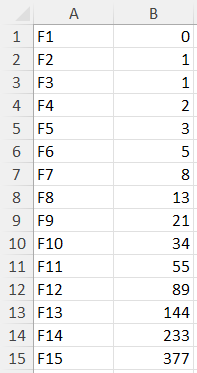 A B
1 F1 0
2 F2 1
3 F3 1
4 F4 2
5 F5 3
6 F6 5
7 F7 8
8 F8 13
9 F9 21
10 F10 34
11 F11 55
12 F12 89
13 F13 144
14 F14 233
15 F15 377